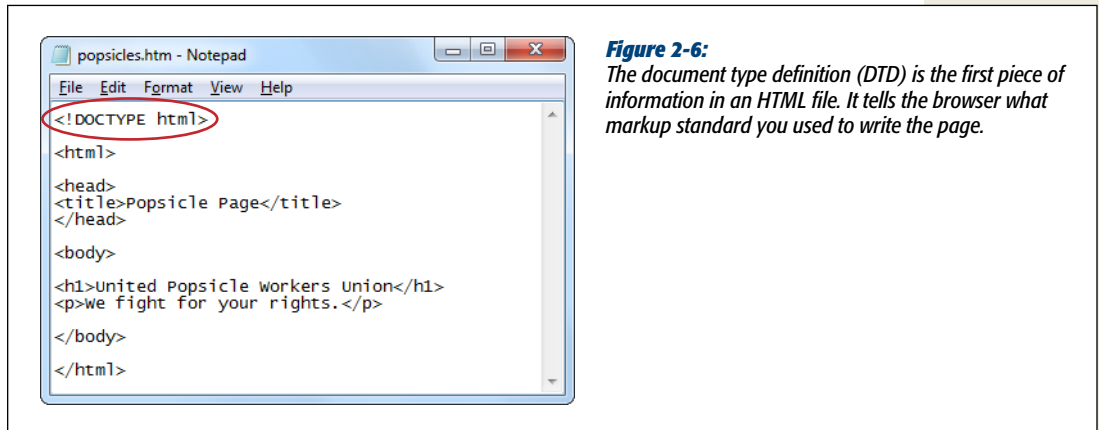 popsicles.htm - Notepad
File Edit Format View Help
<!DOCTYPE html>
<html>
<head>
<title>Popsicle Page</title>
</head>
<body>
<h1>United Popsicle Workers Union</h1>
<p>We fight for your rights.</p>
</body>
</html>
Figure 2-6:
The document type definition (DTD) is the first piece of
information in an HTML file. It tells the browser what
markup standard you used to write the page.